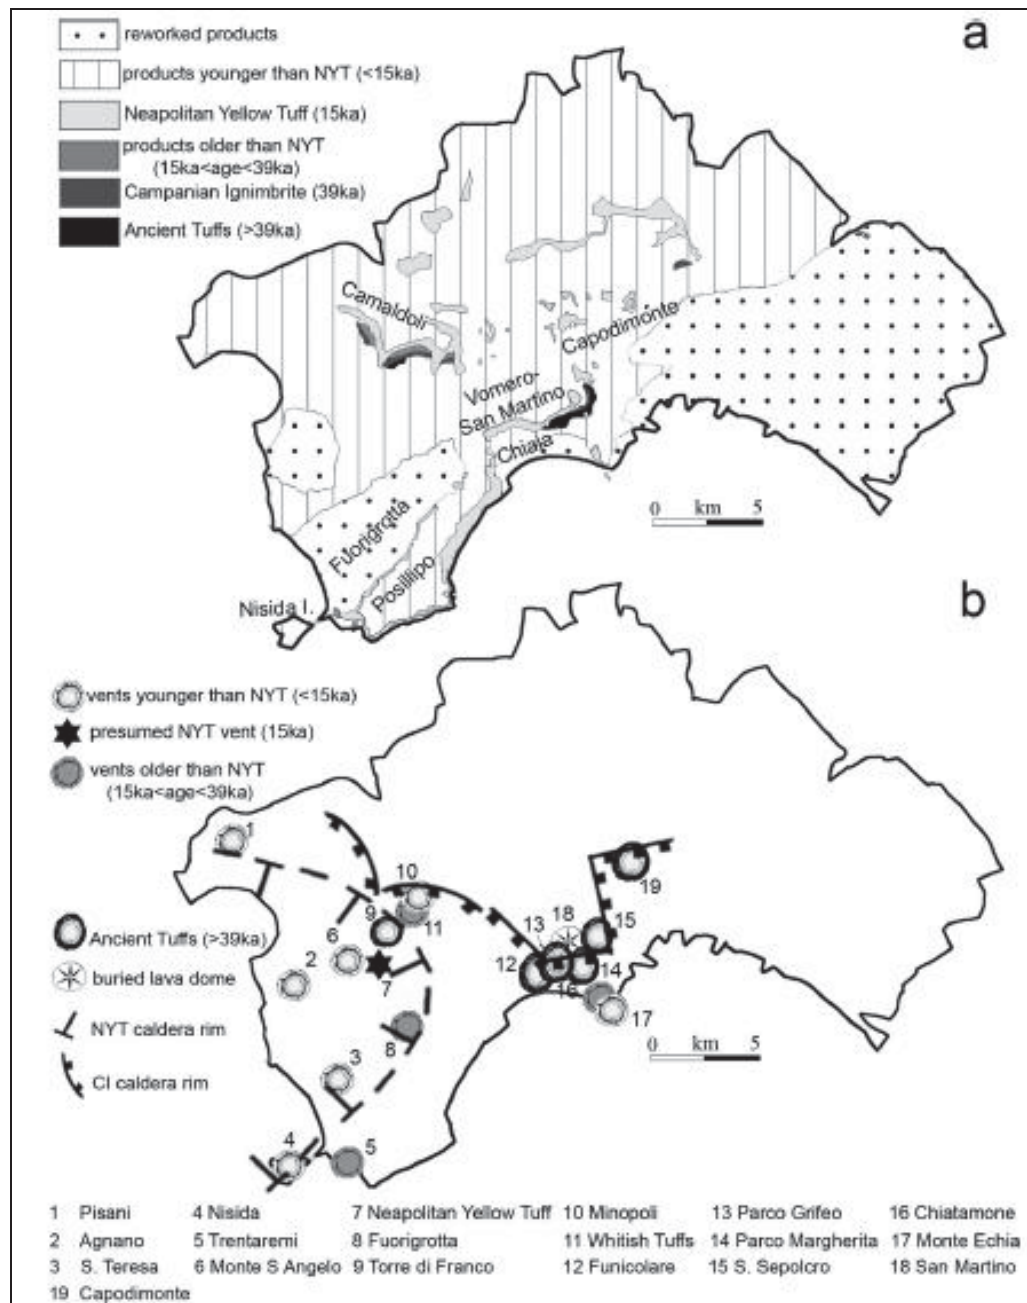 a
reworked products
products younger than NYT (<15ka)
Neapolitan Yellow Tuff (15ka)
products older than NYT
(15ka<age<39ka)
Campanian Ignimbrite (39ka)
Ancient Tuffs (>39ka)
Camaldoli
Capodimonte
Vomero-
San Martino
Chiaia
Fuorigrotta
Posillipo
Nisida I.
0 km 5
b
vents younger than NYT (<15ka)
presumed NYT vent (15ka)
vents older than NYT
(15ka<age<39ka)
Ancient Tuffs (>39ka)
buried lava dome
NYT caldera rim
CI caldera rim
1
10
19
9
11
13
18
15
6
2
12
14
7
16
17
8
3
4
5
0 km 5
1 Pisani 4 Nisida 7 Neapolitan Yellow Tuff 10 Minopoli 13 Parco Grifeo 16 Chiatamone
2 Agnano 5 Trentaremi 8 Fuorigrotta 11 Whitish Tuffs 14 Parco Margherita 17 Monte Echia
3 S. Teresa 6 Monte S Angelo 9 Torre di Franco 12 Funicolare 15 S. Sepolcro 18 San Martino
19 Capodimonte